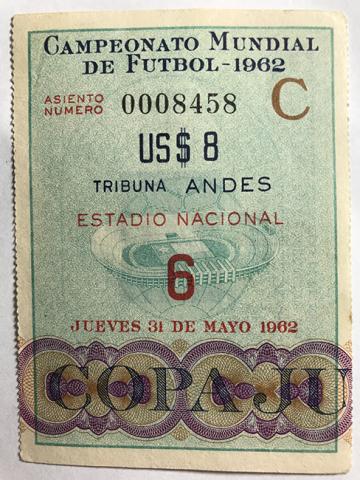 CAMPEONATO MUNDIAL
DE FUTBOL-1962
ASIENTO
NUMERO 0008458 C
US$ 8
TRIBUNA ANDES
ESTADIO NACIONAL
6
JUEVES 31 DE MAYO 1962
COPA JU